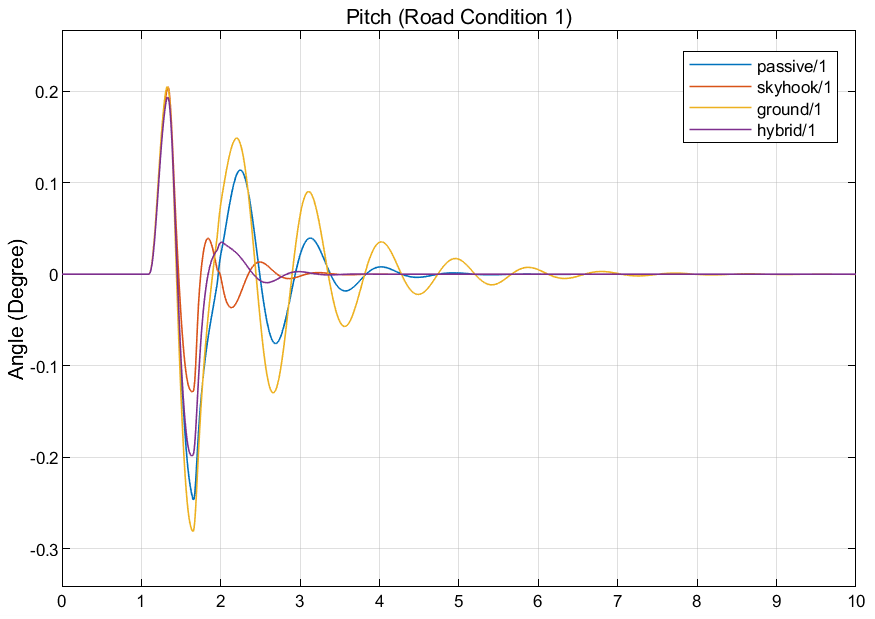 Pitch (Road Condition 1)
passive/1
skyhook/1
ground/1
hybrid/1
Angle (Degree)
0.2
0.1
0
-0.1
-0.2
-0.3
0 1 2 3 4 5 6 7 8 9 10